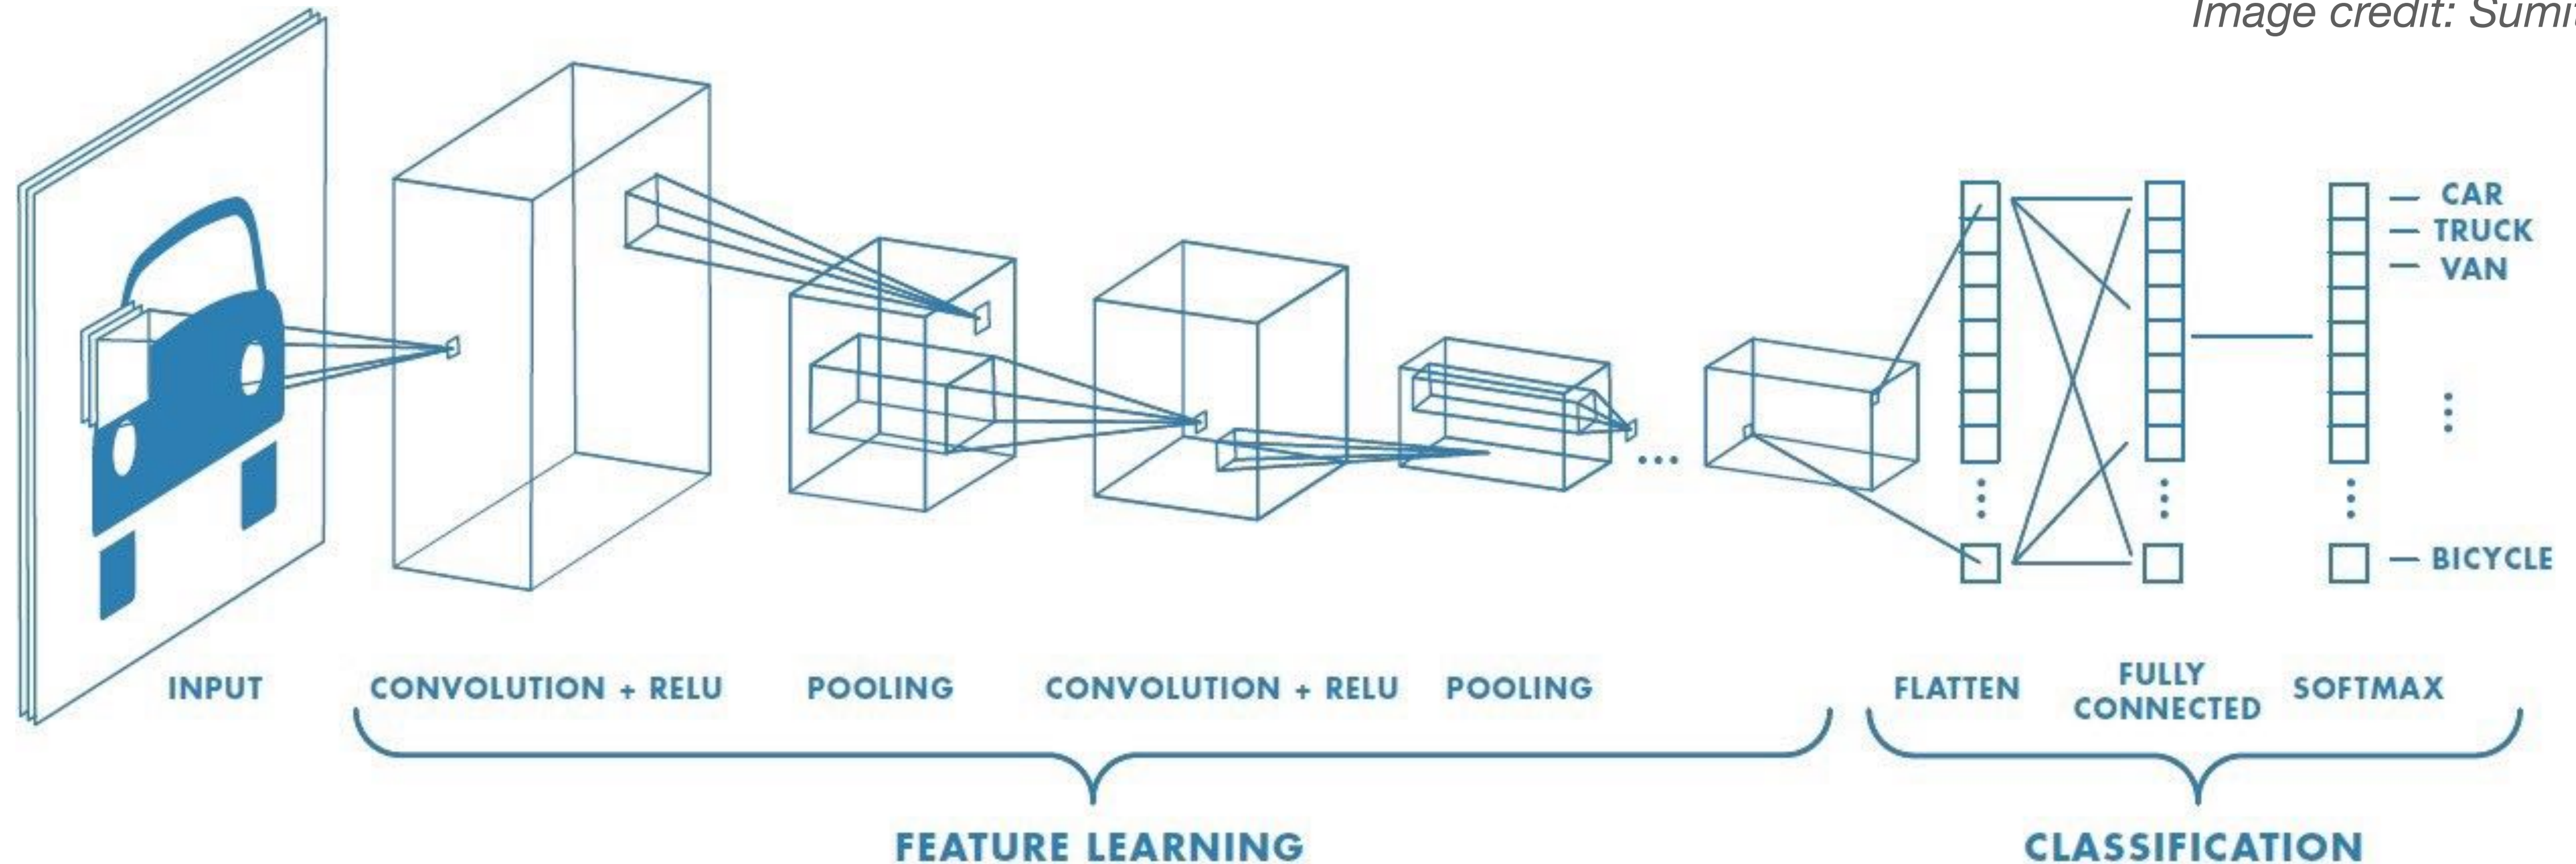 Image credit: Sumit
CAR
TRUCK
VAN
BICYCLE
INPUT
CONVOLUTION + RELU
POOLING
CONVOLUTION + RELU
POOLING
FLATTEN
FULLY
CONNECTED
SOFTMAX
FEATURE LEARNING
CLASSIFICATION